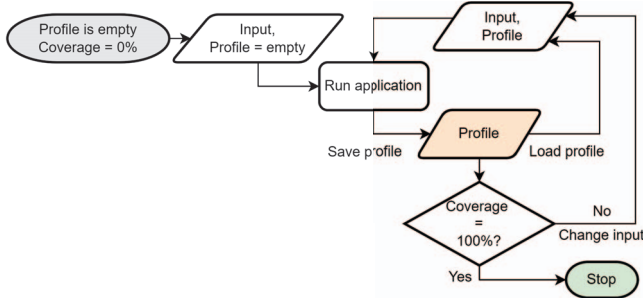 Profile is empty
Coverage = 0%
Input,
Profile = empty
Input,
Profile
Run application
Save profile
Profile
Load profile
Coverage
=
100%?
No
Change input
Yes
Stop